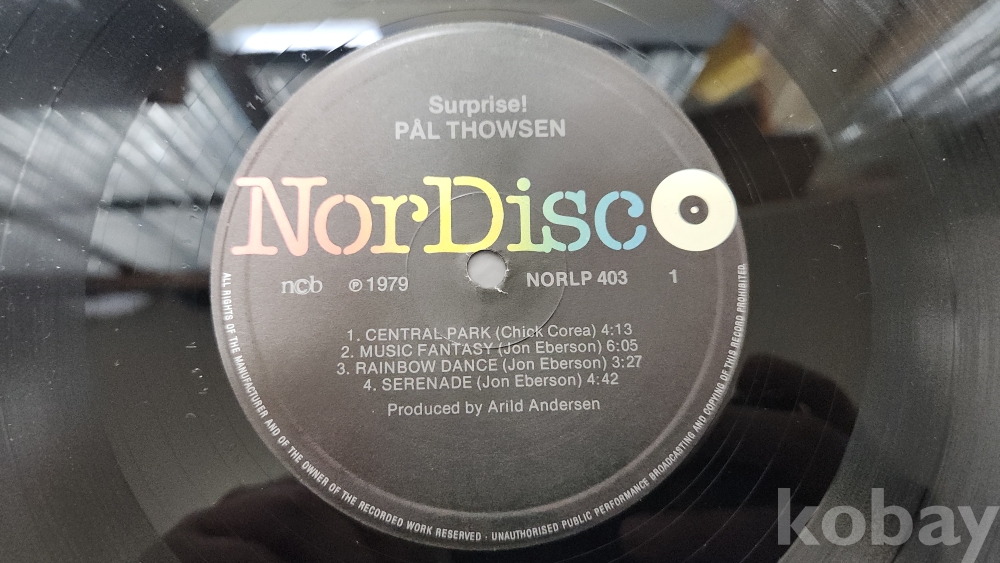 Surprise!
PÅL THOWSEN
NorDisco
ncb ℗ 1979 NORLP 403 1
1. CENTRAL PARK (Chick Corea) 4:13
2. MUSIC FANTASY (Jon Eberson) 6:05
3. RAINBOW DANCE (Jon Eberson) 3:27
4. SERENADE (Jon Eberson) 4:42
Produced by Arild Andersen
ALL RIGHTS OF THE MANUFACTURER AND OF THE OWNER OF THE RECORDED WORK RESERVED · UNAUTHORISED PUBLIC PERFORMANCE BROADCASTING AND COPYING OF THIS RECORD PROHIBITED
kobay